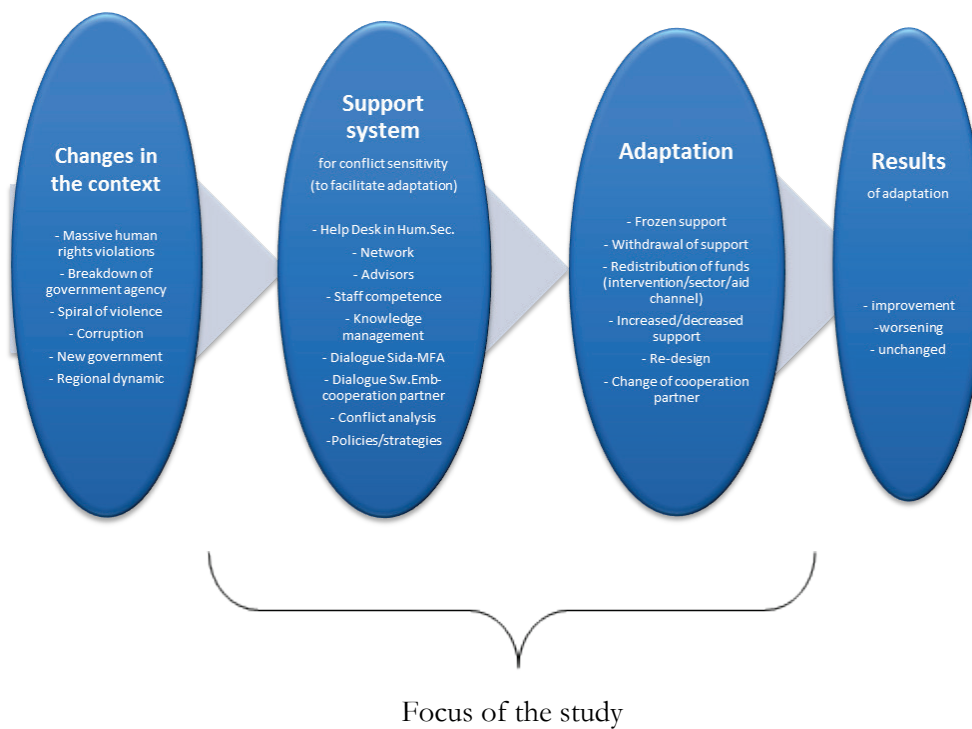 Changes in
the context
- Massive human
rights violations
- Breakdown of
government agency
- Spiral of violence
- Corruption
- New government
- Regional dynamic
Support
system
for conflict sensitivity
(to facilitate adaptation)
- Help Desk in Hum.Sec.
- Network
- Advisors
- Staff competence
- Knowledge
management
- Dialogue Sida-MFA
- Dialogue Sw.Emb-
cooperation partner
- Conflict analysis
-Policies/strategies
Adaptation
- Frozen support
- Withdrawal of support
- Redistribution of funds
(intervention/sector/aid
channel)
- Increased/decreased
support
- Re-design
- Change of cooperation
partner
Results
of adaptation
- improvement
-worsening
- unchanged
Focus of the study